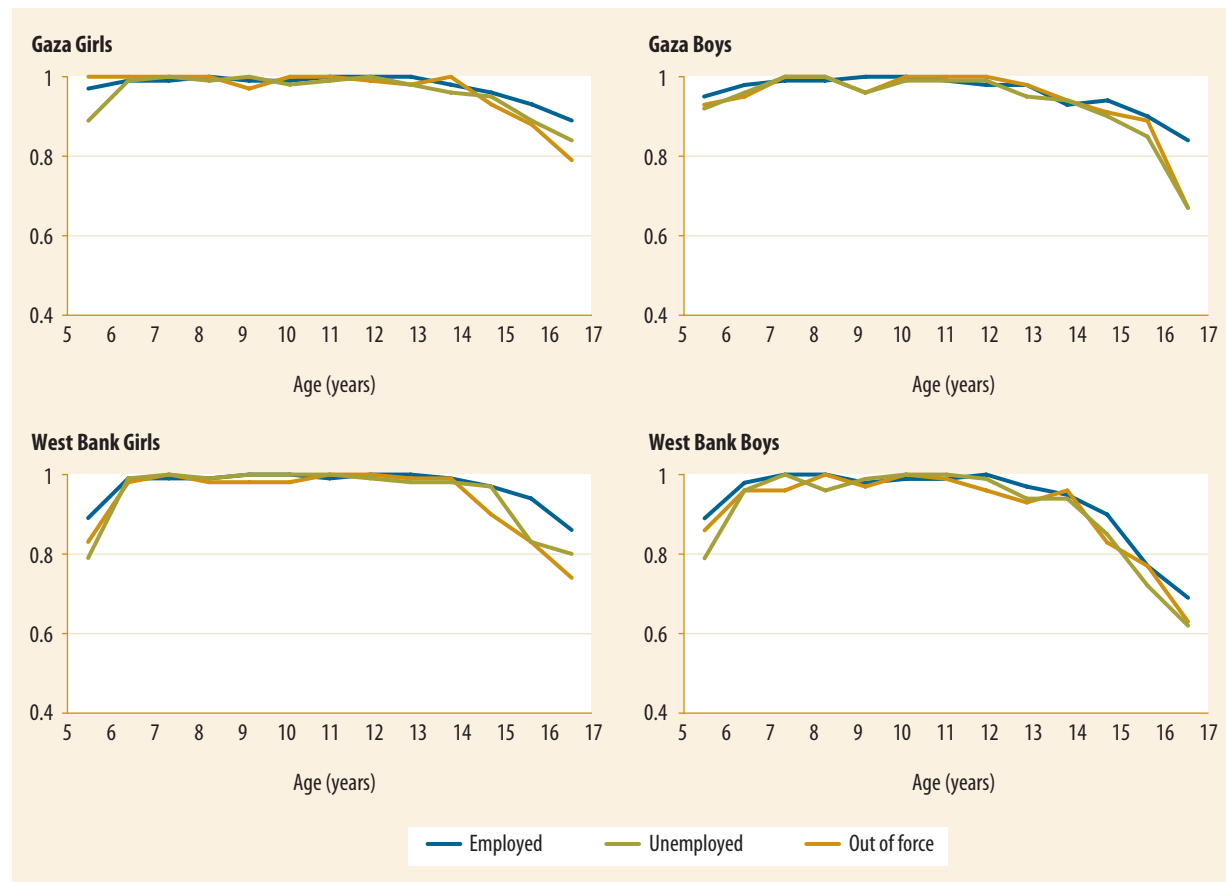 Gaza Girls
1
0.8
0.6
0.4
5 6 7 8 9 10 11 12 13 14 15 16 17
Age (years)
Gaza Boys
1
0.8
0.6
0.4
5 6 7 8 9 10 11 12 13 14 15 16 17
Age (years)
West Bank Girls
1
0.8
0.6
0.4
5 6 7 8 9 10 11 12 13 14 15 16 17
Age (years)
West Bank Boys
1
0.8
0.6
0.4
5 6 7 8 9 10 11 12 13 14 15 16 17
Age (years)
Employed Unemployed Out of force